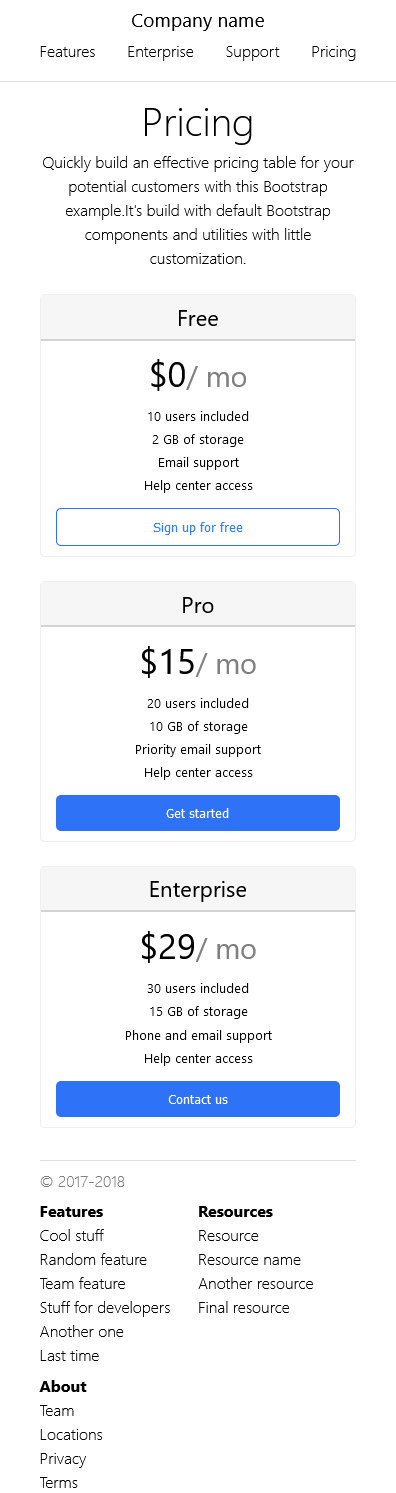 Company name
Features Enterprise Support Pricing
Pricing
Quickly build an effective pricing table for your
potential customers with this Bootstrap
example.It's build with default Bootstrap
components and utilities with little
customization.
Free
$0/ mo
10 users included
2 GB of storage
Email support
Help center access
Sign up for free
Pro
$15/ mo
20 users included
10 GB of storage
Priority email support
Help center access
Get started
Enterprise
$29/ mo
30 users included
15 GB of storage
Phone and email support
Help center access
Contact us
© 2017-2018
Features
Cool stuff
Random feature
Team feature
Stuff for developers
Another one
Last time
Resources
Resource
Resource name
Another resource
Final resource
About
Team
Locations
Privacy
Terms